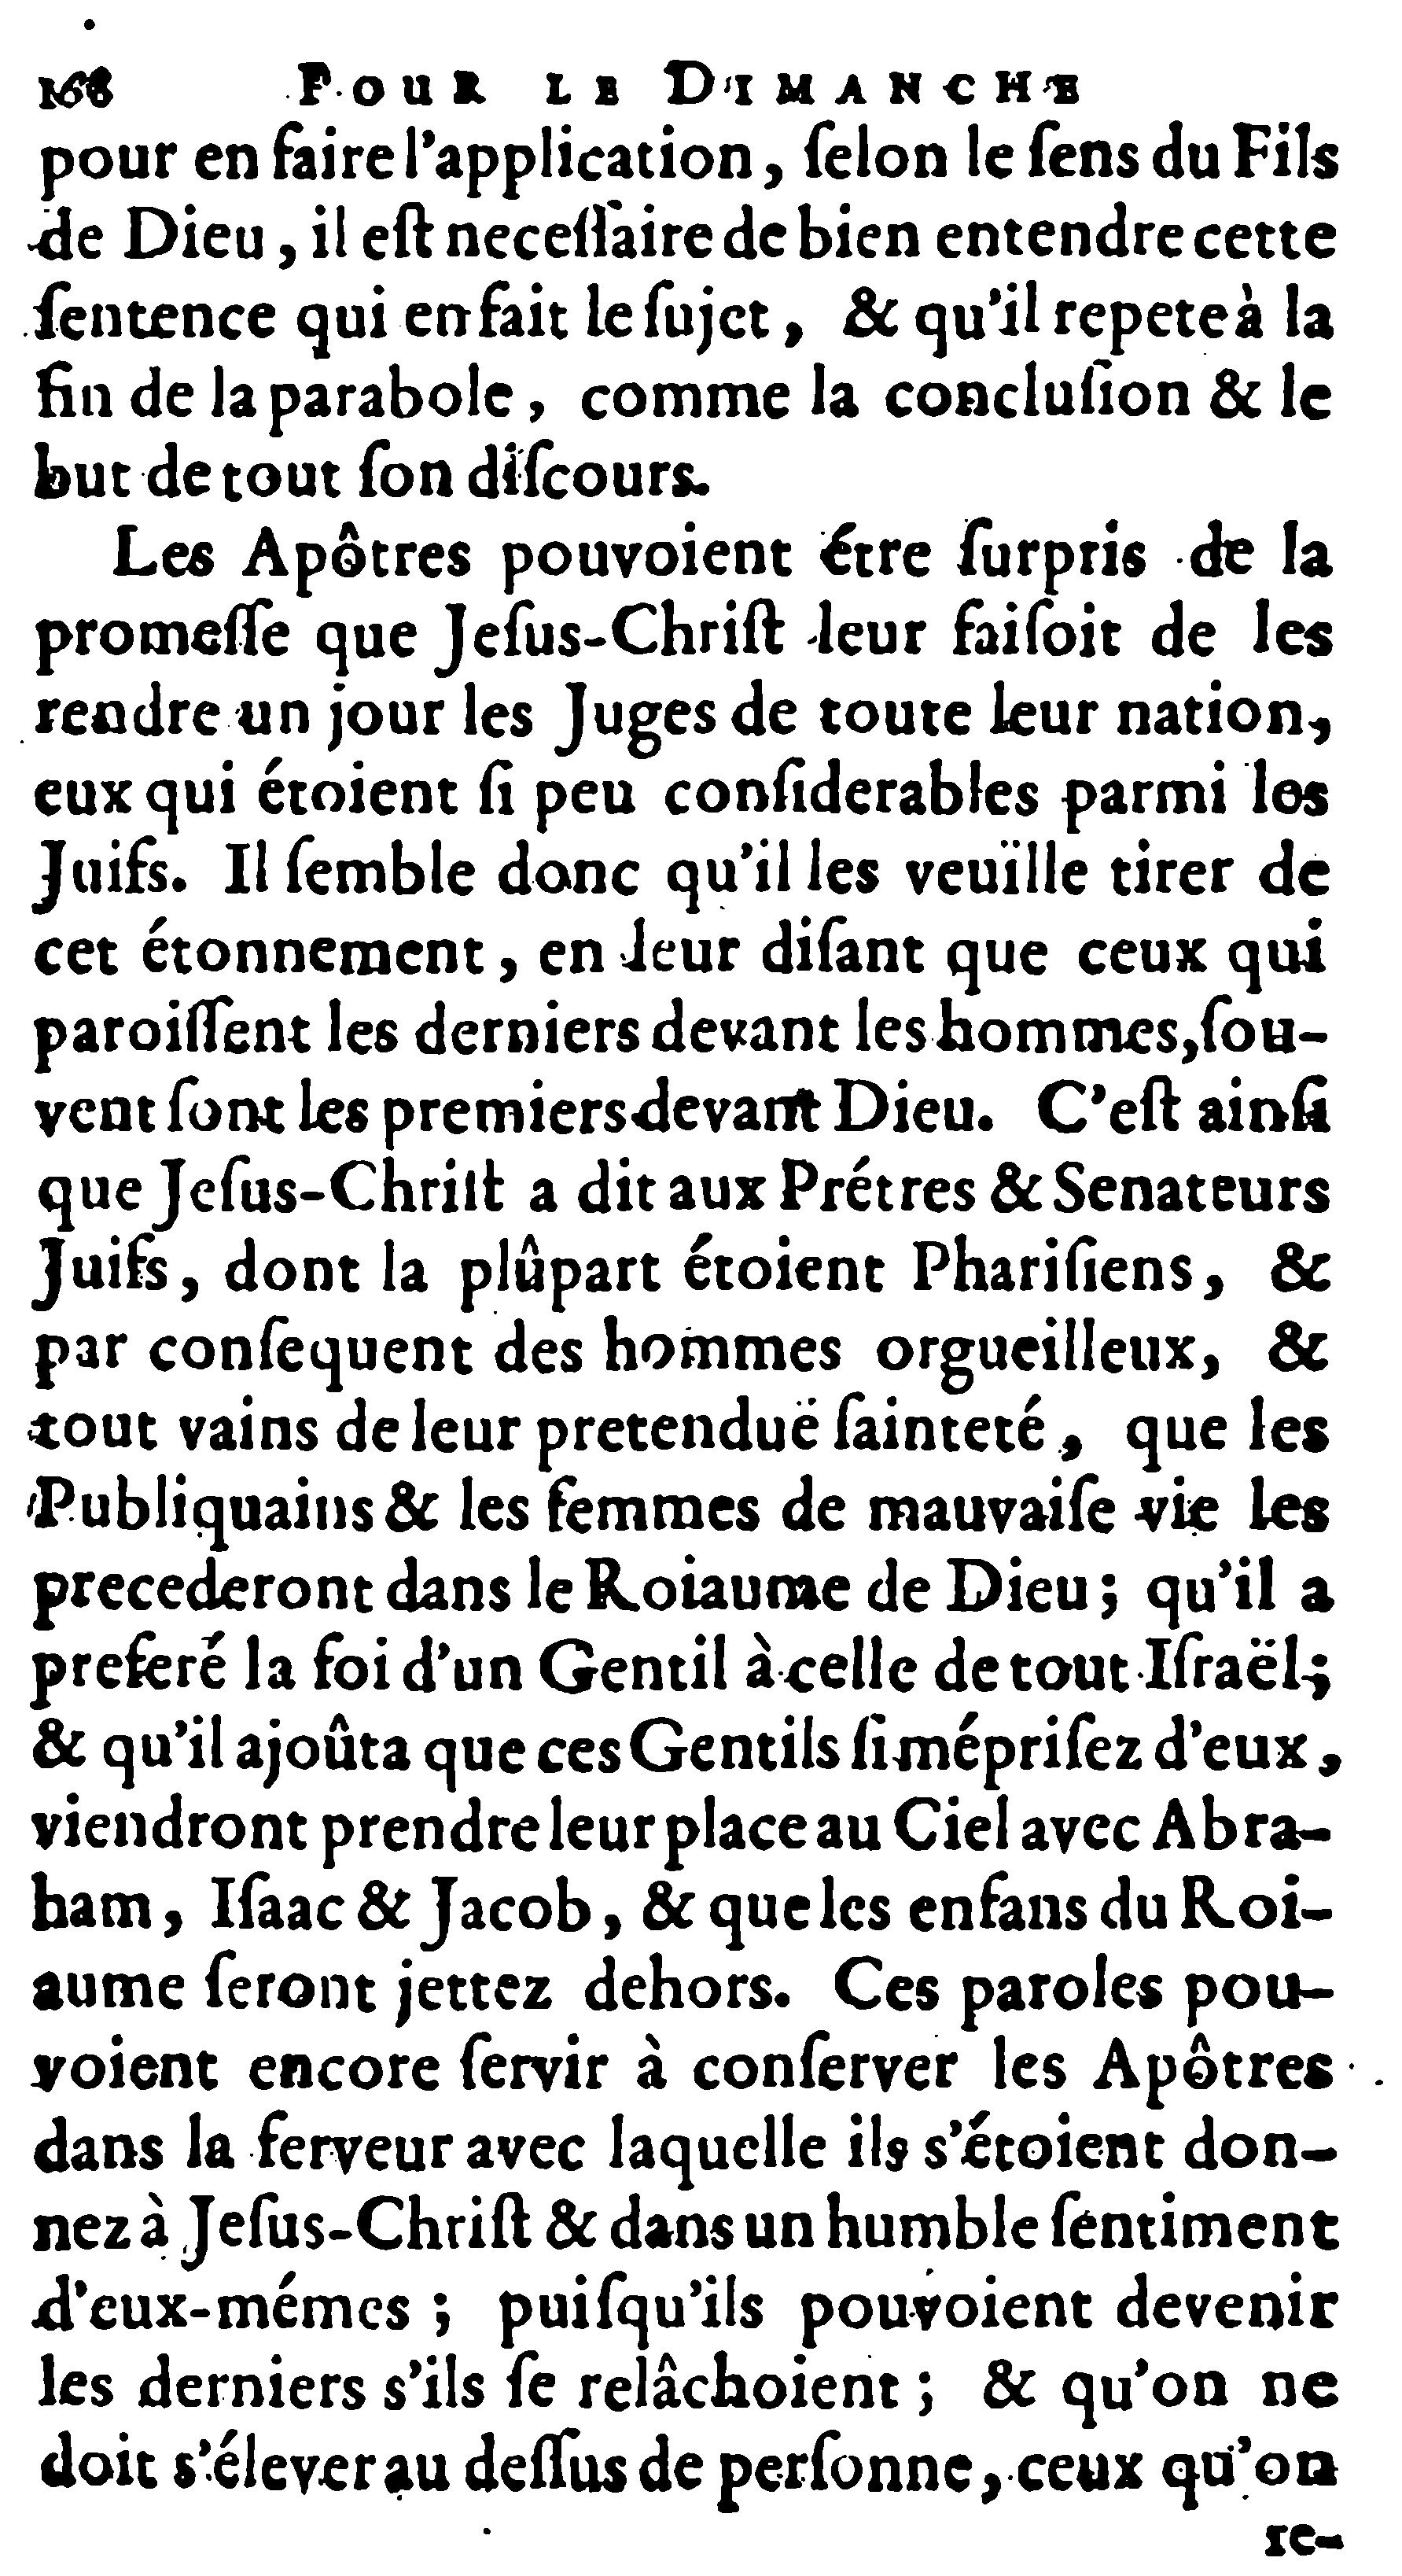 168 POUR LE DIMANCHE
pour en faire l'application, ſelon le ſens du Fils
de Dieu, il eſt neceſſaire de bien entendre cette
ſentence qui en fait le ſujet, & qu'il repete à la
fin de la parabole, comme la concluſion & le
but de tout ſon diſcours.
Les Apôtres pouvoient étre ſurpris de la
promeſſe que Jeſus-Chriſt leur faiſoit de les
rendre un jour les Juges de toute leur nation,
eux qui étoient ſi peu conſiderables parmi les
Juifs. Il ſemble donc qu'il les veuïlle tirer de
cet étonnement, en leur diſant que ceux qui
paroiſſent les derniers devant les hommes, ſou-
vent ſont les premiers devant Dieu. C'eſt ainſi
que Jeſus-Chriſt a dit aux Prétres & Senateurs
Juifs, dont la plûpart étoient Phariſiens, &
par conſequent des hommes orgueilleux, &
tout vains de leur pretenduë ſainteté, que les
Publiquains & les femmes de mauvaiſe vie les
precederont dans le Roiaume de Dieu; qu'il a
preferé la foi d'un Gentil à celle de tout Iſraël;
& qu'il ajoûta que ces Gentils ſi mépriſez d'eux,
viendront prendre leur place au Ciel avec Abra-
ham, Iſaac & Jacob, & que les enfans du Roi-
aume ſeront jettez dehors. Ces paroles pou-
voient encore ſervir à conſerver les Apôtres
dans la ferveur avec laquelle ils s'étoient don-
nez à Jeſus-Chriſt & dans un humble ſentiment
d'eux-mémes; puiſqu'ils pouvoient devenir
les derniers s'ils ſe relâchoient; & qu'on ne
doit s'élever au deſſus de perſonne, ceux qu'on
re-